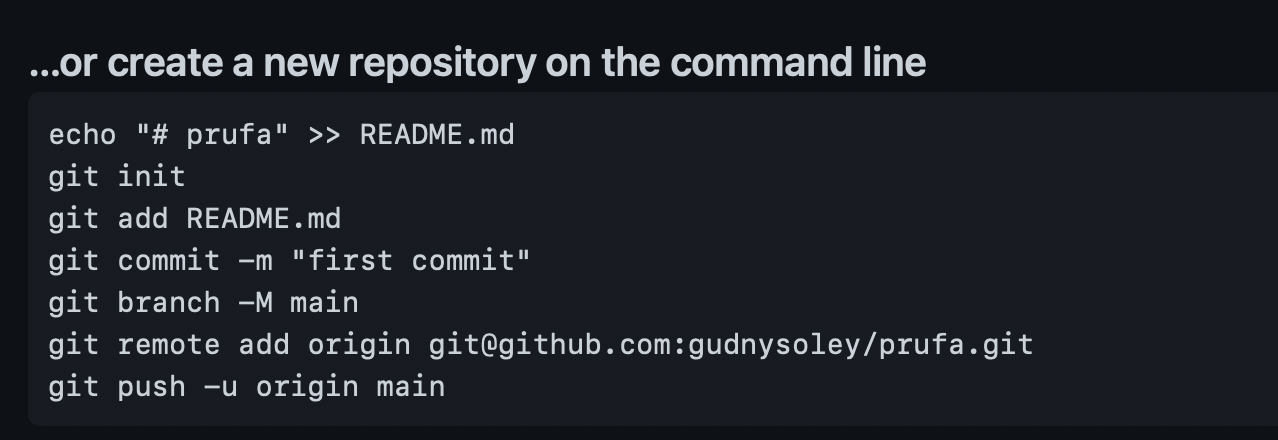 ...or create a new repository on the command line
echo "# prufa" >> README.md
git init
git add README.md
git commit -m "first commit"
git branch -M main
git remote add origin git@github.com:gudnysoley/prufa.git
git push -u origin main